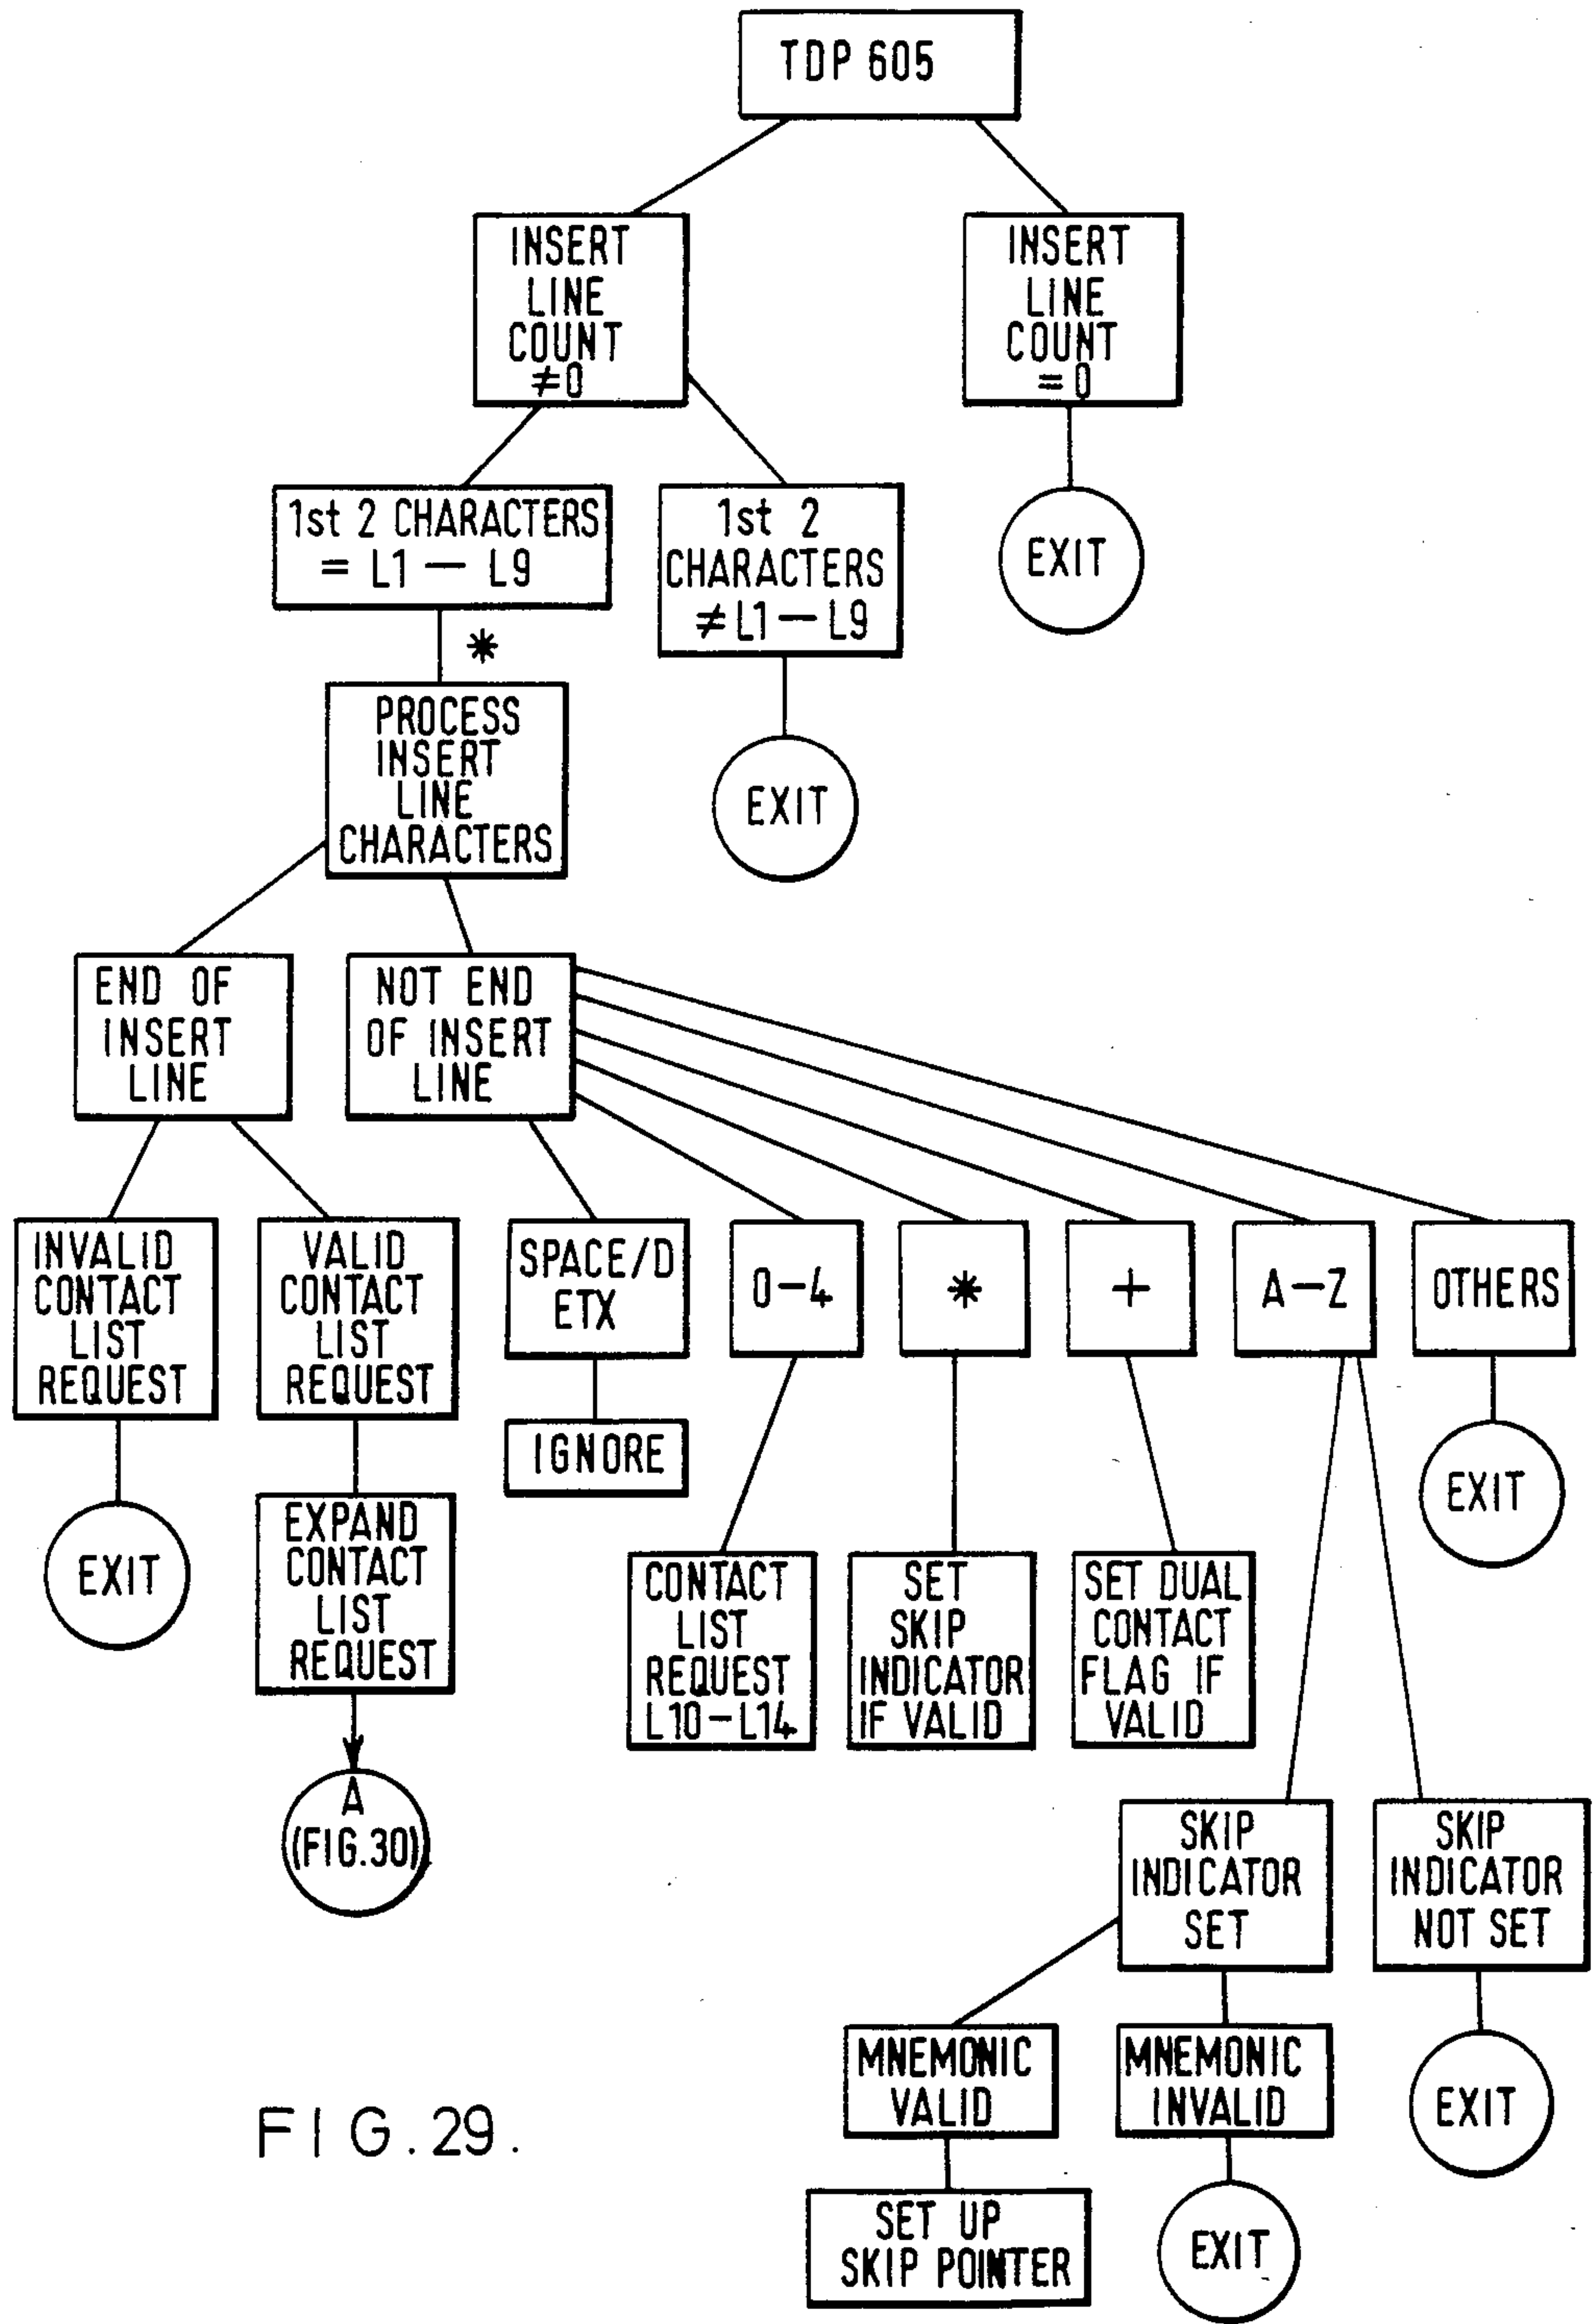 TDP 605
INSERT
LINE
COUNT
≠0
INSERT
LINE
COUNT
=0
1st 2 CHARACTERS
= L1 — L9
1st 2
CHARACTERS
≠L1—L9
EXIT
*
PROCESS
INSERT
LINE
CHARACTERS
EXIT
END OF
INSERT
LINE
NOT END
OF INSERT
LINE
INVALID
CONTACT
LIST
REQUEST
VALID
CONTACT
LIST
REQUEST
SPACE/D
ETX
0-4
*
+
A-Z
OTHERS
IGNORE
EXIT
EXIT
EXPAND
CONTACT
LIST
REQUEST
CONTACT
LIST
REQUEST
L10-L14
SET
SKIP
INDICATOR
IF VALID
SET DUAL
CONTACT
FLAG IF
VALID
A
(FIG.30)
SKIP
INDICATOR
SET
SKIP
INDICATOR
NOT SET
MNEMONIC
VALID
MNEMONIC
INVALID
EXIT
SET UP
SKIP POINTER
EXIT
FIG.29.